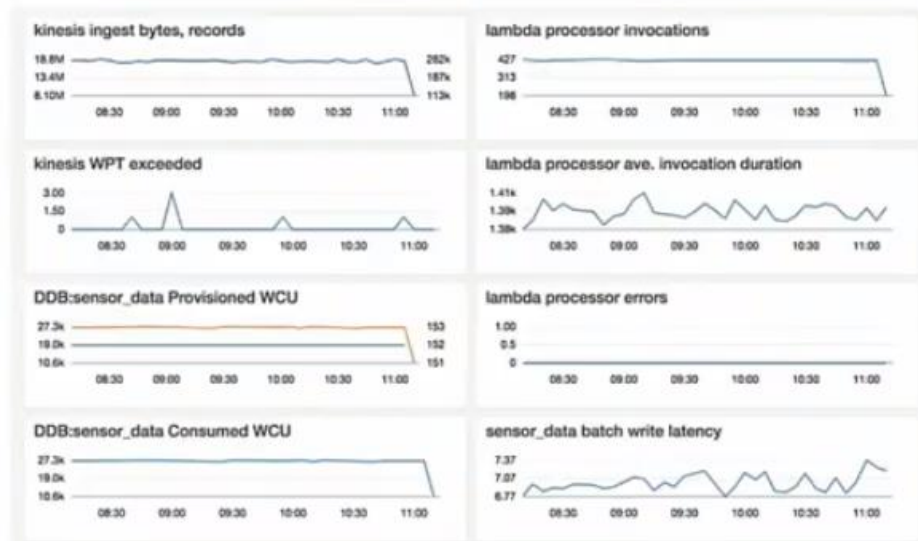 kinesis ingest bytes, records
18.8M 282k
13.4M 187k
8.10M 113k
08:30 09:00 09:30 10:00 10:30 11:00
lambda processor invocations
427
313
198
08:30 09:00 09:30 10:00 10:30 11:00
kinesis WPT exceeded
3.00
1.50
0
08:30 09:00 09:30 10:00 10:30 11:00
lambda processor ave. invocation duration
1.41k
1.39k
1.38k
08:30 09:00 09:30 10:00 10:30 11:00
DDB:sensor_data Provisioned WCU
27.3k 153
19.0k 152
10.6k 151
08:30 09:00 09:30 10:00 10:30 11:00
lambda processor errors
1.00
0.5
0
08:30 09:00 09:30 10:00 10:30 11:00
DDB:sensor_data Consumed WCU
27.3k
19.0k
10.6k
08:30 09:00 09:30 10:00 10:30 11:00
sensor_data batch write latency
7.37
7.07
6.77
08:30 09:00 09:30 10:00 10:30 11:00